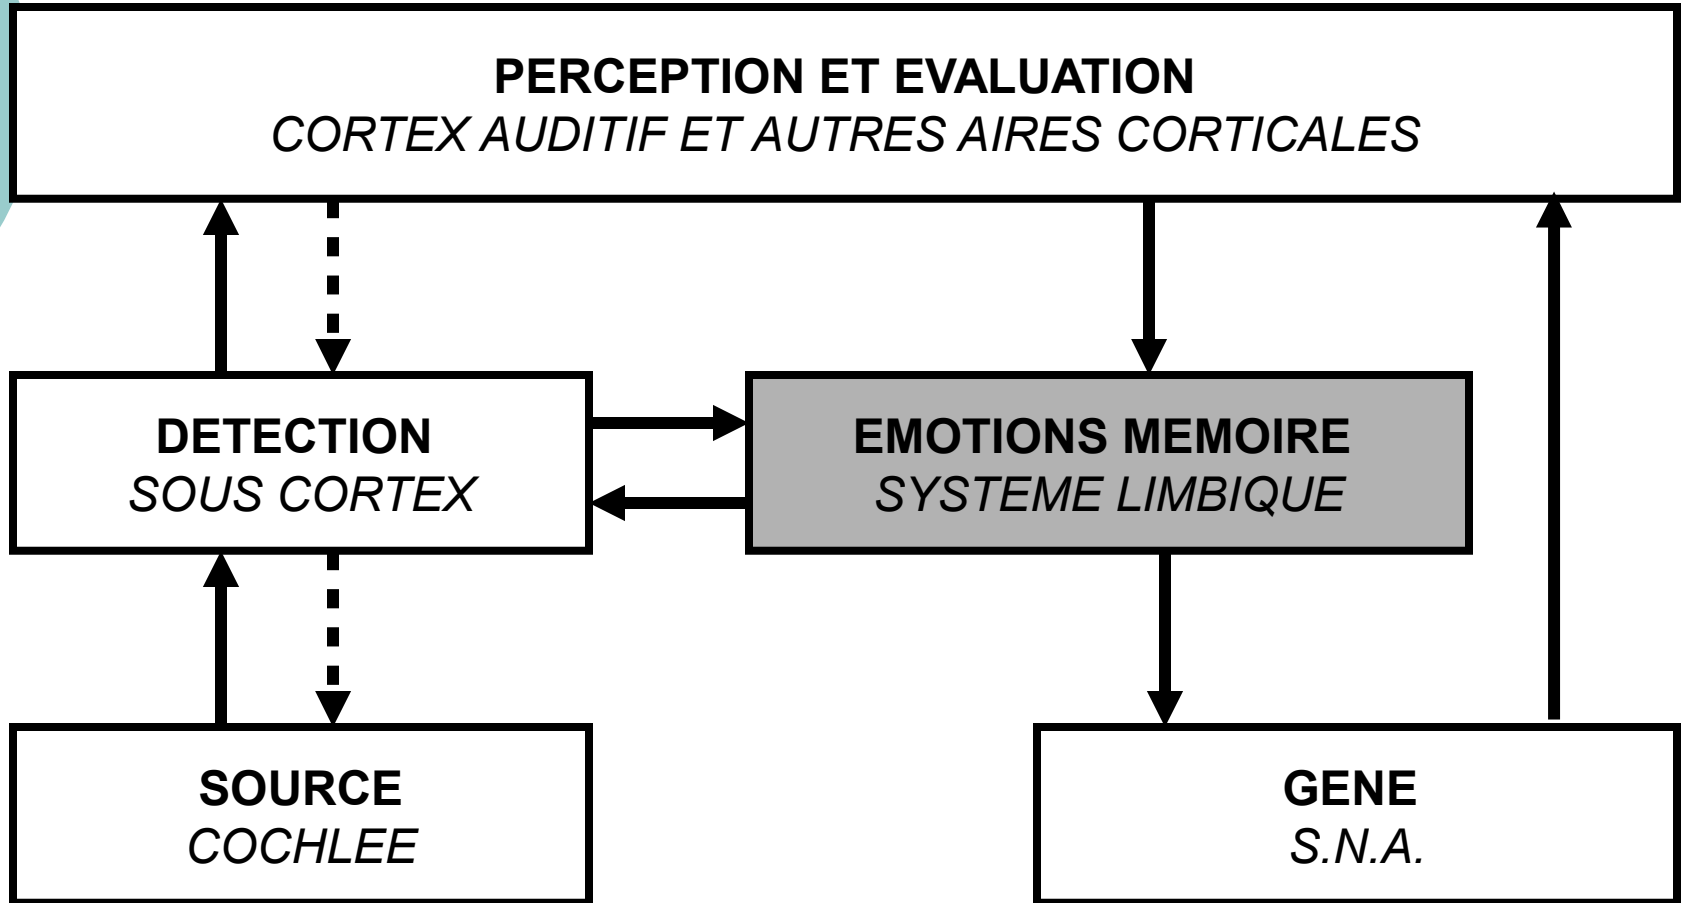 PERCEPTION ET EVALUATION
CORTEX AUDITIF ET AUTRES AIRES CORTICALES
DETECTION
SOUS CORTEX
EMOTIONS MEMOIRE
SYSTEME LIMBIQUE
SOURCE
COCHLEE
GENE
S.N.A.